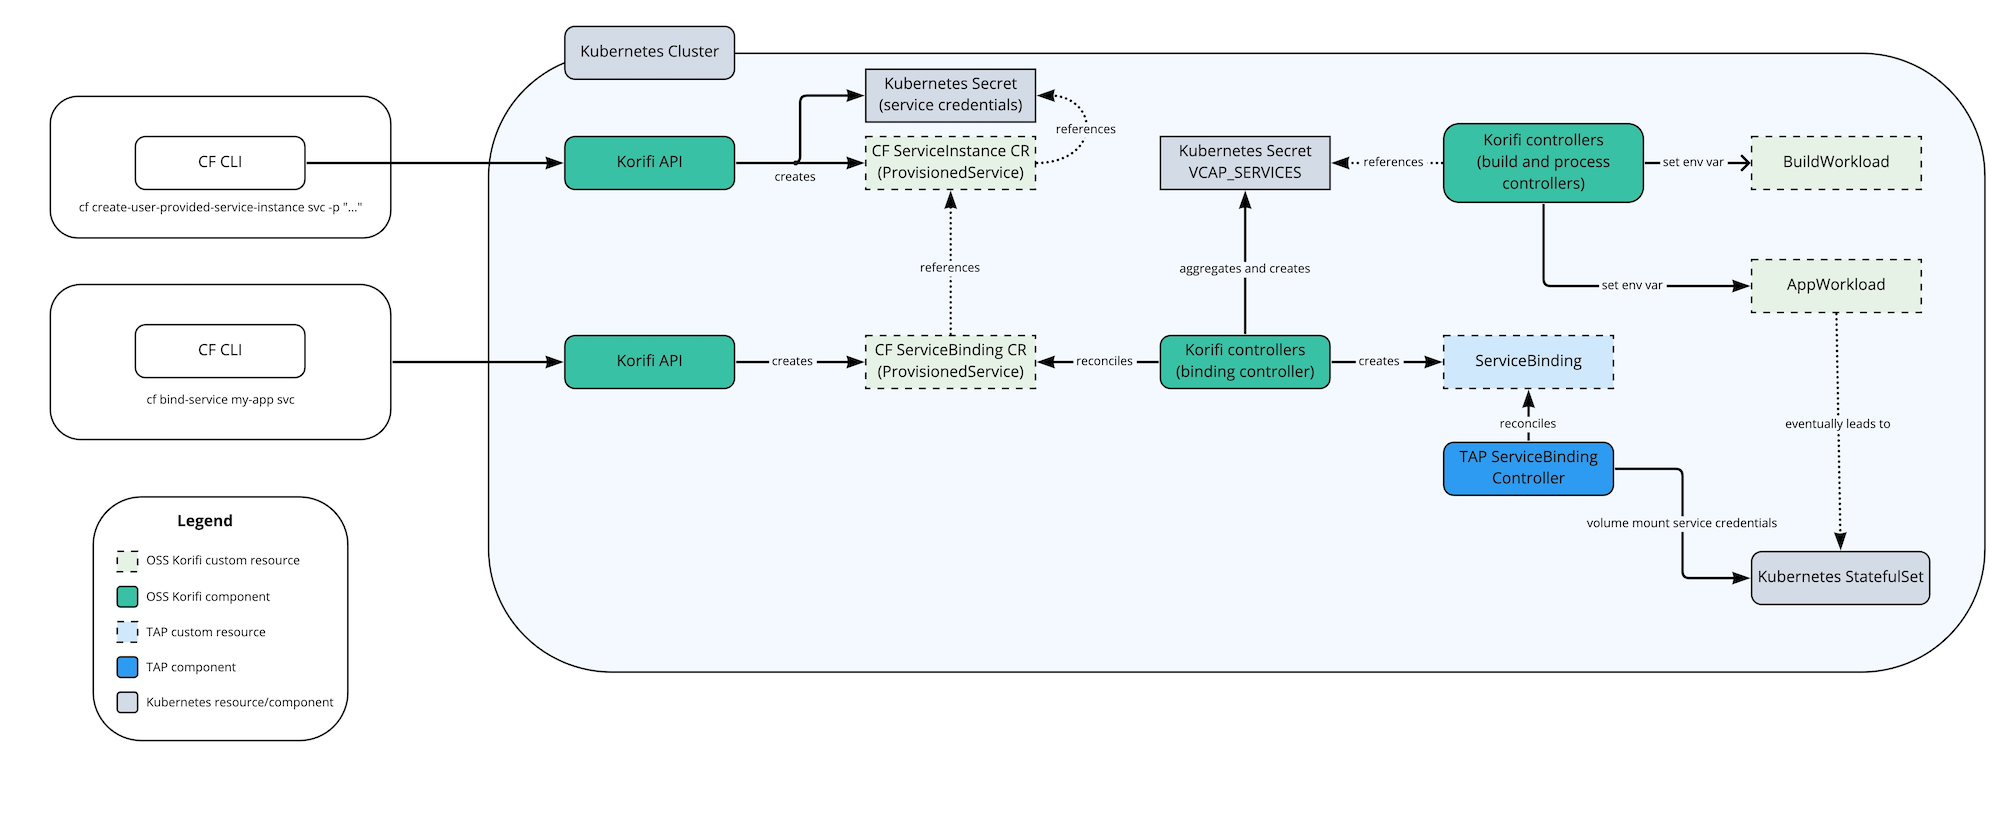 Kubernetes Cluster
CF CLI
cf create-user-provided-service-instance svc -p "..."
Korifi API
creates
Kubernetes Secret
(service credentials)
references
CF ServiceInstance CR
(ProvisionedService)
Kubernetes Secret
VCAP_SERVICES
references
Korifi controllers
(build and process
controllers)
set env var
BuildWorkload
references
aggregates and creates
set env var
AppWorkload
CF CLI
cf bind-service my-app svc
Korifi API
creates
CF ServiceBinding CR
(ProvisionedService)
reconciles
Korifi controllers
(binding controller)
creates
ServiceBinding
reconciles
eventually leads to
TAP ServiceBinding
Controller
volume mount service credentials
Kubernetes StatefulSet
Legend
OSS Korifi custom resource
OSS Korifi component
TAP custom resource
TAP component
Kubernetes resource/component